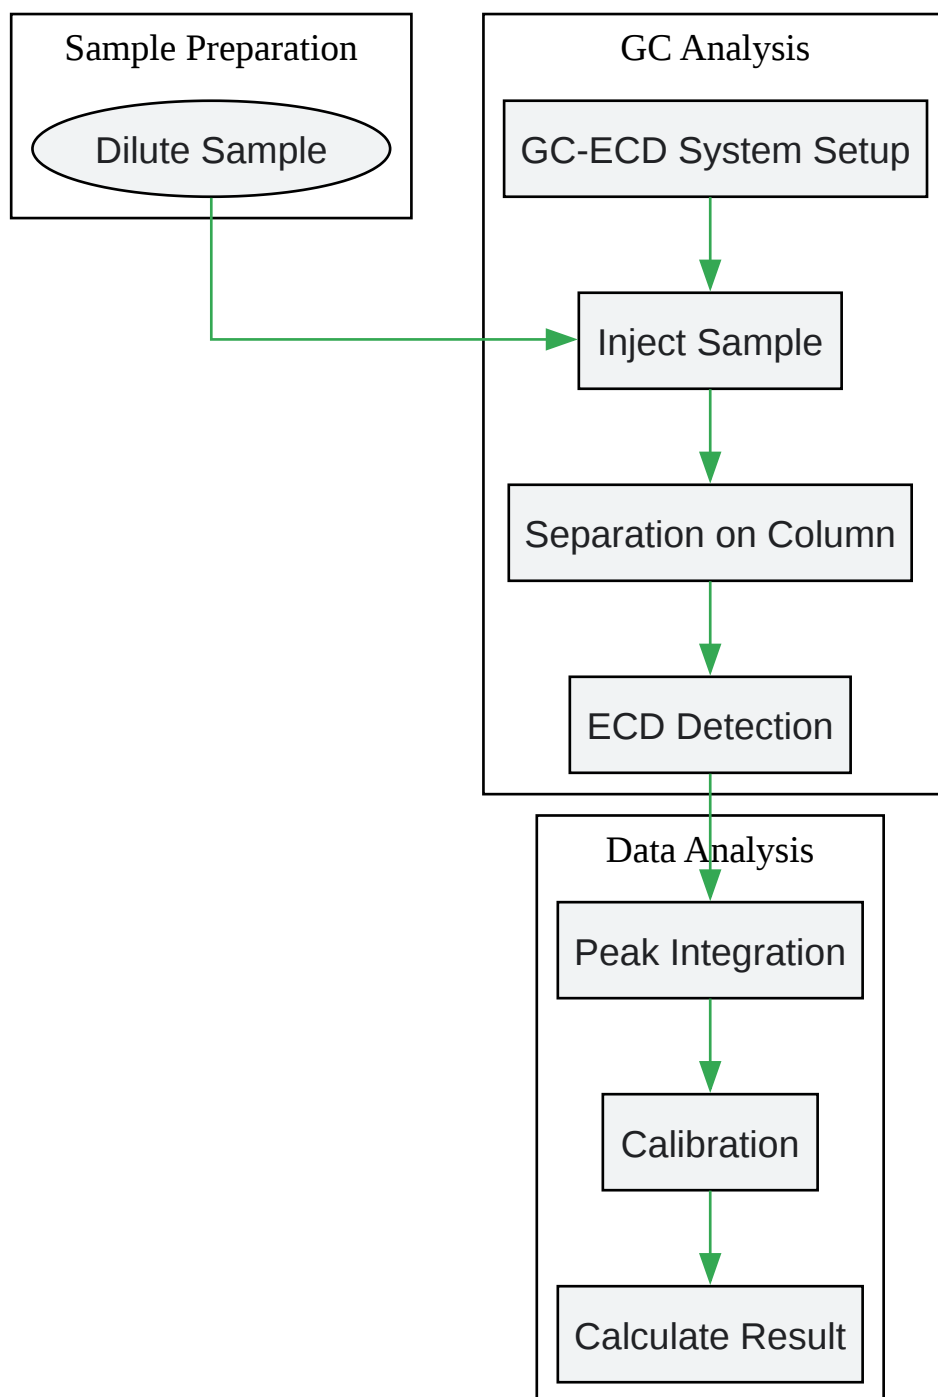 Sample Preparation
Dilute Sample
GC Analysis
GC-ECD System Setup
Inject Sample
Separation on Column
ECD Detection
Data Analysis
Peak Integration
Calibration
Calculate Result